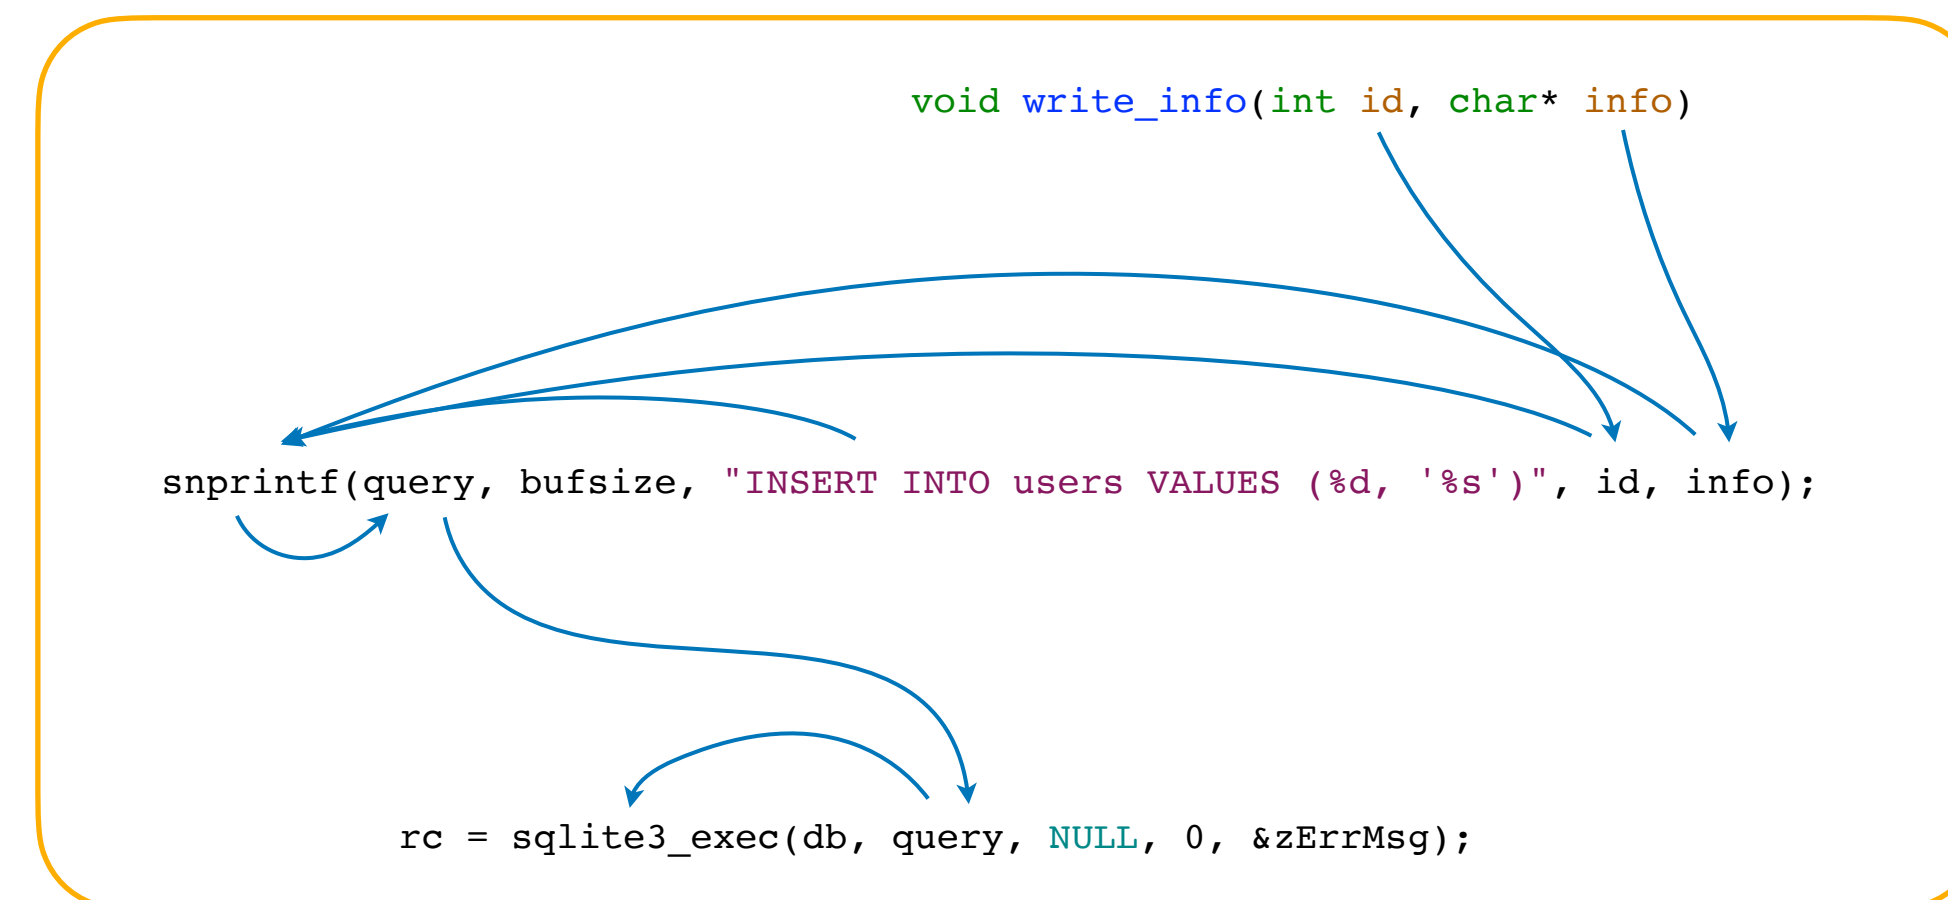 void write_info(int id, char* info)
snprintf(query, bufsize, "INSERT INTO users VALUES (%d, '%s')", id, info);
rc = sqlite3_exec(db, query, NULL, 0, &zErrMsg);